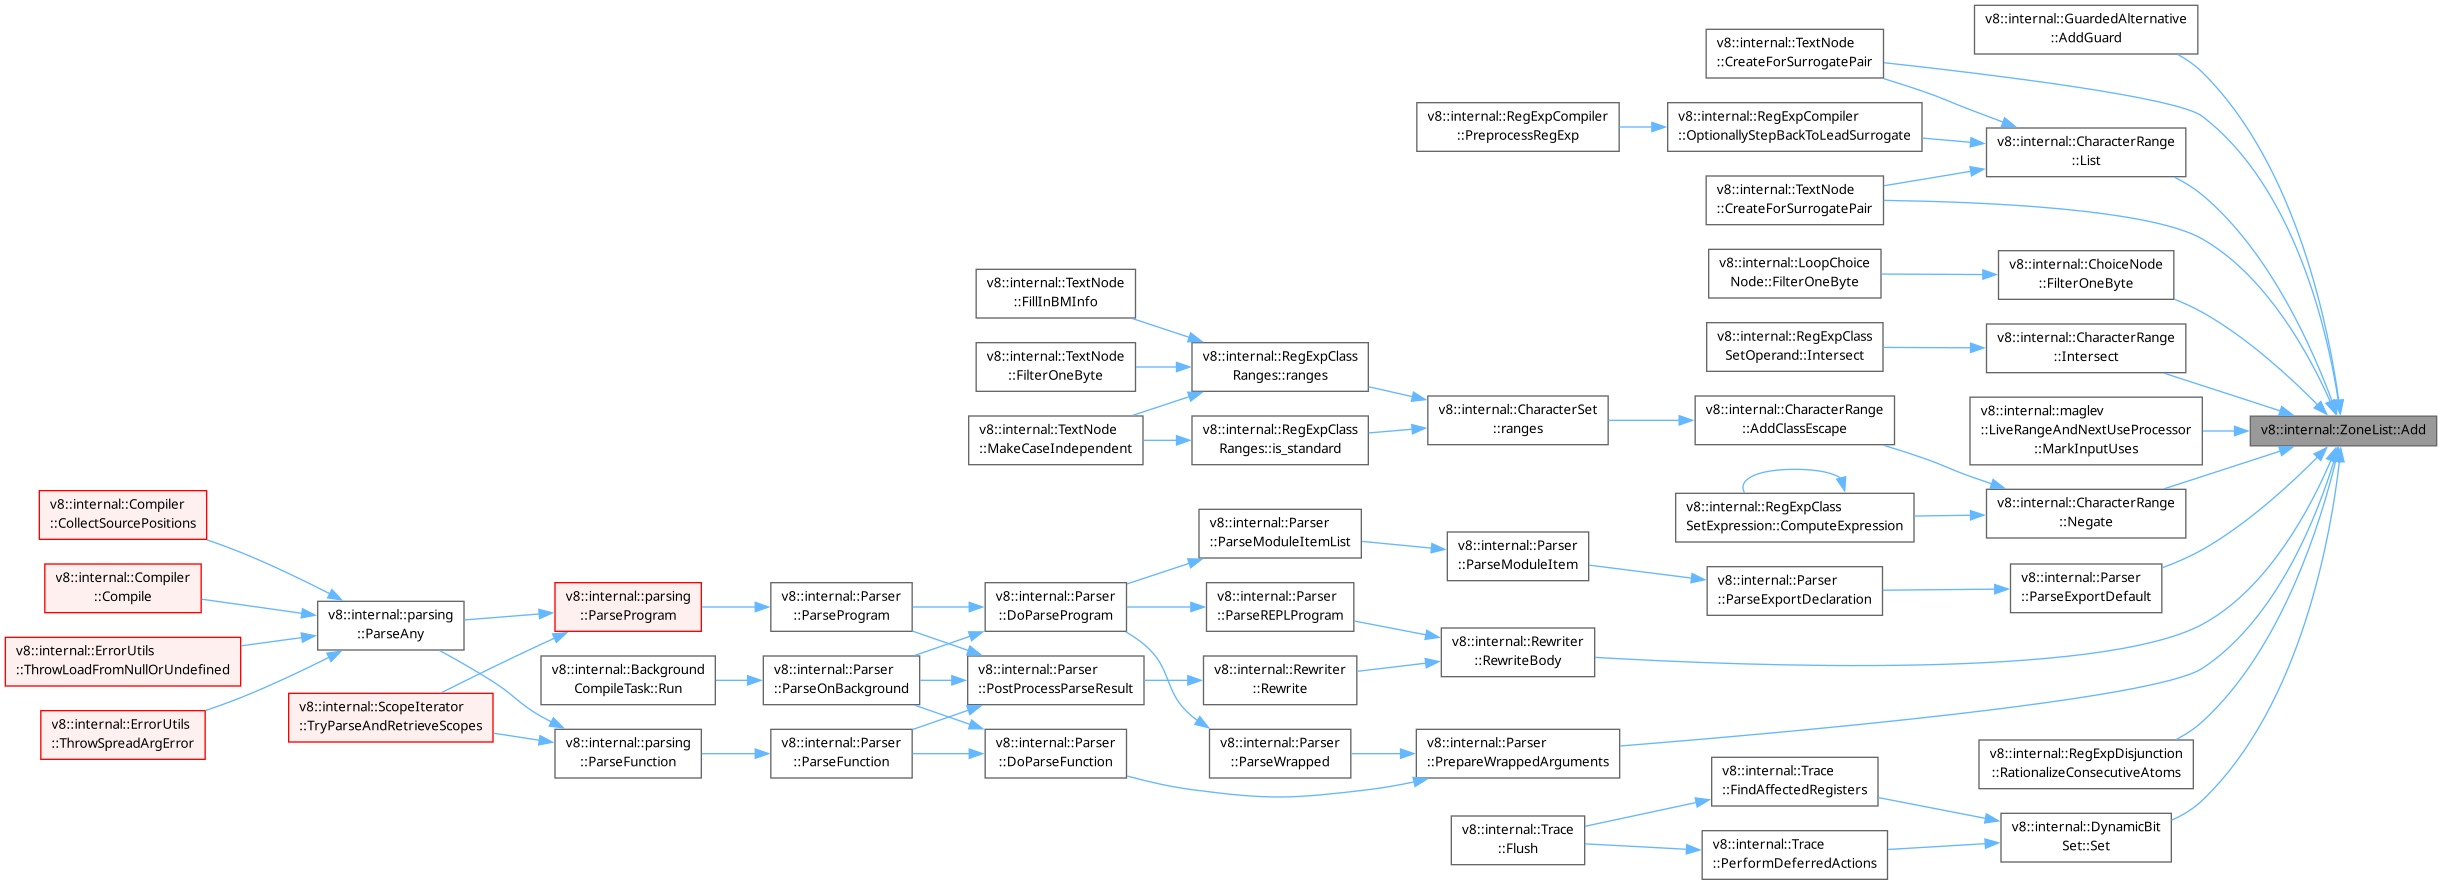 v8::internal::GuardedAlternative
::AddGuard
v8::internal::TextNode
::CreateForSurrogatePair
v8::internal::RegExpCompiler
::PreprocessRegExp
v8::internal::RegExpCompiler
::OptionallyStepBackToLeadSurrogate
v8::internal::CharacterRange
::List
v8::internal::TextNode
::CreateForSurrogatePair
v8::internal::LoopChoice
Node::FilterOneByte
v8::internal::ChoiceNode
::FilterOneByte
v8::internal::TextNode
::FillInBMInfo
v8::internal::RegExpClass
SetOperand::Intersect
v8::internal::CharacterRange
::Intersect
v8::internal::TextNode
::FilterOneByte
v8::internal::RegExpClass
Ranges::ranges
v8::internal::CharacterSet
::ranges
v8::internal::CharacterRange
::AddClassEscape
v8::internal::maglev
::LiveRangeAndNextUseProcessor
::MarkInputUses
v8::internal::ZoneList::Add
v8::internal::TextNode
::MakeCaseIndependent
v8::internal::RegExpClass
Ranges::is_standard
v8::internal::RegExpClass
SetExpression::ComputeExpression
v8::internal::CharacterRange
::Negate
v8::internal::Compiler
::CollectSourcePositions
v8::internal::Parser
::ParseModuleItemList
v8::internal::Parser
::ParseModuleItem
v8::internal::Compiler
::Compile
v8::internal::parsing
::ParseAny
v8::internal::parsing
::ParseProgram
v8::internal::Parser
::ParseProgram
v8::internal::Parser
::DoParseProgram
v8::internal::Parser
::ParseREPLProgram
v8::internal::Parser
::ParseExportDeclaration
v8::internal::Parser
::ParseExportDefault
v8::internal::ErrorUtils
::ThrowLoadFromNullOrUndefined
v8::internal::Background
CompileTask::Run
v8::internal::Parser
::ParseOnBackground
v8::internal::Parser
::PostProcessParseResult
v8::internal::Rewriter
::Rewrite
v8::internal::Rewriter
::RewriteBody
v8::internal::ErrorUtils
::ThrowSpreadArgError
v8::internal::ScopeIterator
::TryParseAndRetrieveScopes
v8::internal::parsing
::ParseFunction
v8::internal::Parser
::ParseFunction
v8::internal::Parser
::DoParseFunction
v8::internal::Parser
::ParseWrapped
v8::internal::Parser
::PrepareWrappedArguments
v8::internal::RegExpDisjunction
::RationalizeConsecutiveAtoms
v8::internal::Trace
::FindAffectedRegisters
v8::internal::Trace
::Flush
v8::internal::Trace
::PerformDeferredActions
v8::internal::DynamicBit
Set::Set